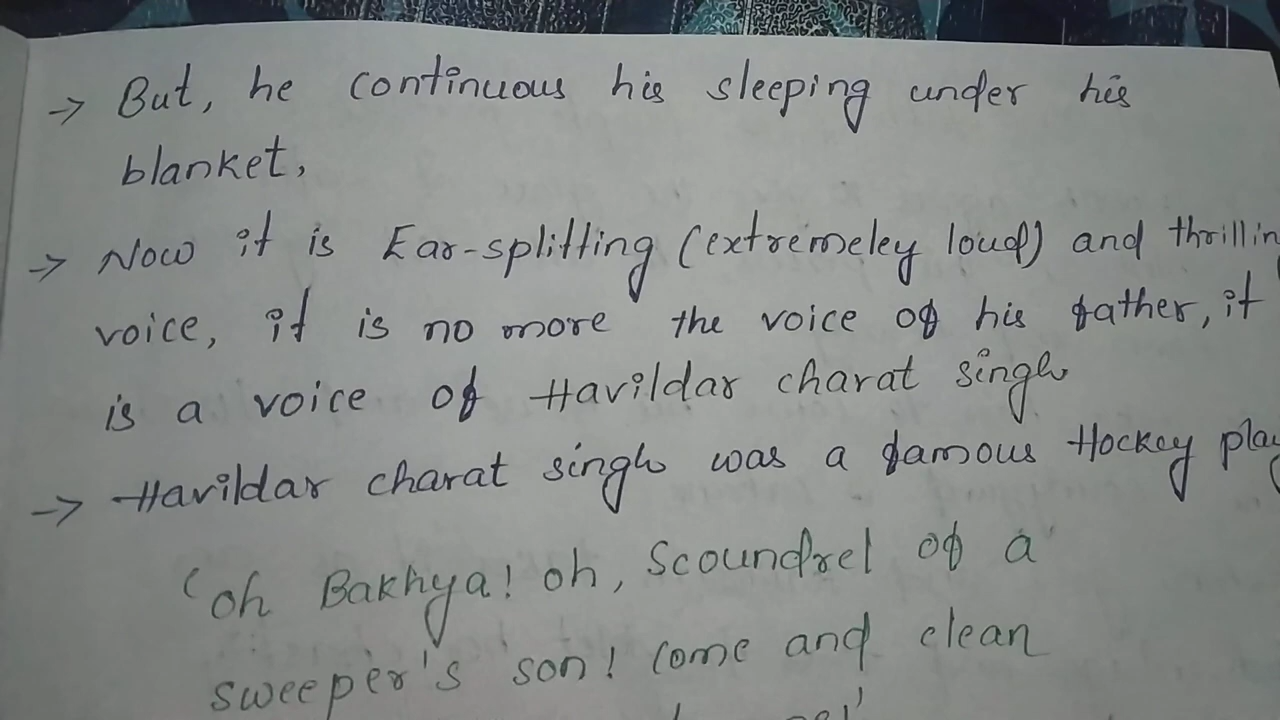 → But, he continuous his sleeping under his
blanket,
→ Now it is Ear-splitting (extremeley loud) and thrillin
voice, it is no more the voice of his father, it
is a voice of Havildar charat singh
→ Havildar charat singh was a famous Hockey play
(oh Bakhya! oh, Scoundrel of a
sweeper's son! come and clean